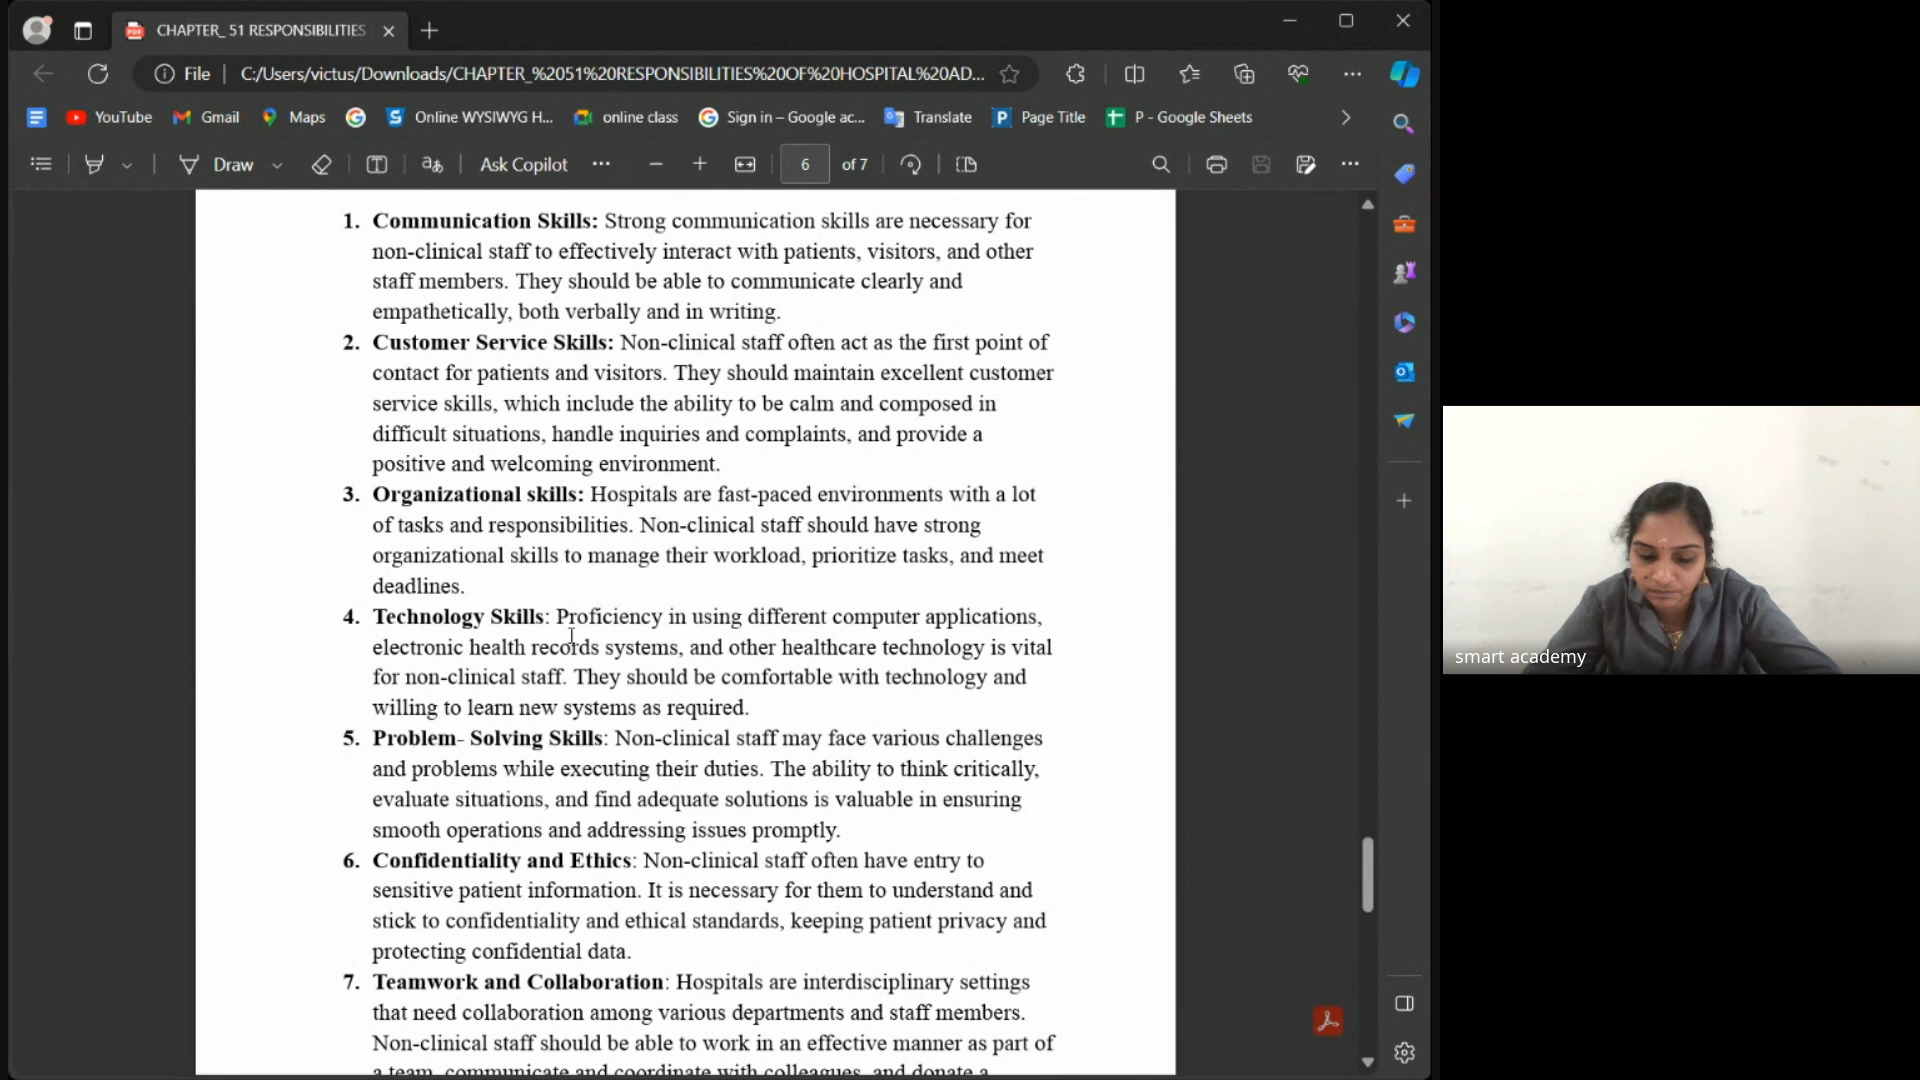 CHAPTER_ 51 RESPONSIBILITIES
File
C:/Users/victus/Downloads/CHAPTER_%2051%20RESPONSIBILITIES%20OF%20HOSPITAL%20AD...
YouTube Gmail Maps Online WYSIWYG H... online class Sign in – Google ac... Translate Page Title P - Google Sheets
Draw Ask Copilot 6 of 7
1. Communication Skills: Strong communication skills are necessary for
non-clinical staff to effectively interact with patients, visitors, and other
staff members. They should be able to communicate clearly and
empathetically, both verbally and in writing.
2. Customer Service Skills: Non-clinical staff often act as the first point of
contact for patients and visitors. They should maintain excellent customer
service skills, which include the ability to be calm and composed in
difficult situations, handle inquiries and complaints, and provide a
positive and welcoming environment.
3. Organizational skills: Hospitals are fast-paced environments with a lot
of tasks and responsibilities. Non-clinical staff should have strong
organizational skills to manage their workload, prioritize tasks, and meet
deadlines.
4. Technology Skills: Proficiency in using different computer applications,
electronic health records systems, and other healthcare technology is vital
for non-clinical staff. They should be comfortable with technology and
willing to learn new systems as required.
5. Problem- Solving Skills: Non-clinical staff may face various challenges
and problems while executing their duties. The ability to think critically,
evaluate situations, and find adequate solutions is valuable in ensuring
smooth operations and addressing issues promptly.
6. Confidentiality and Ethics: Non-clinical staff often have entry to
sensitive patient information. It is necessary for them to understand and
stick to confidentiality and ethical standards, keeping patient privacy and
protecting confidential data.
7. Teamwork and Collaboration: Hospitals are interdisciplinary settings
that need collaboration among various departments and staff members.
Non-clinical staff should be able to work in an effective manner as part of
a team, communicate and coordinate with colleagues, and donate a
smart academy